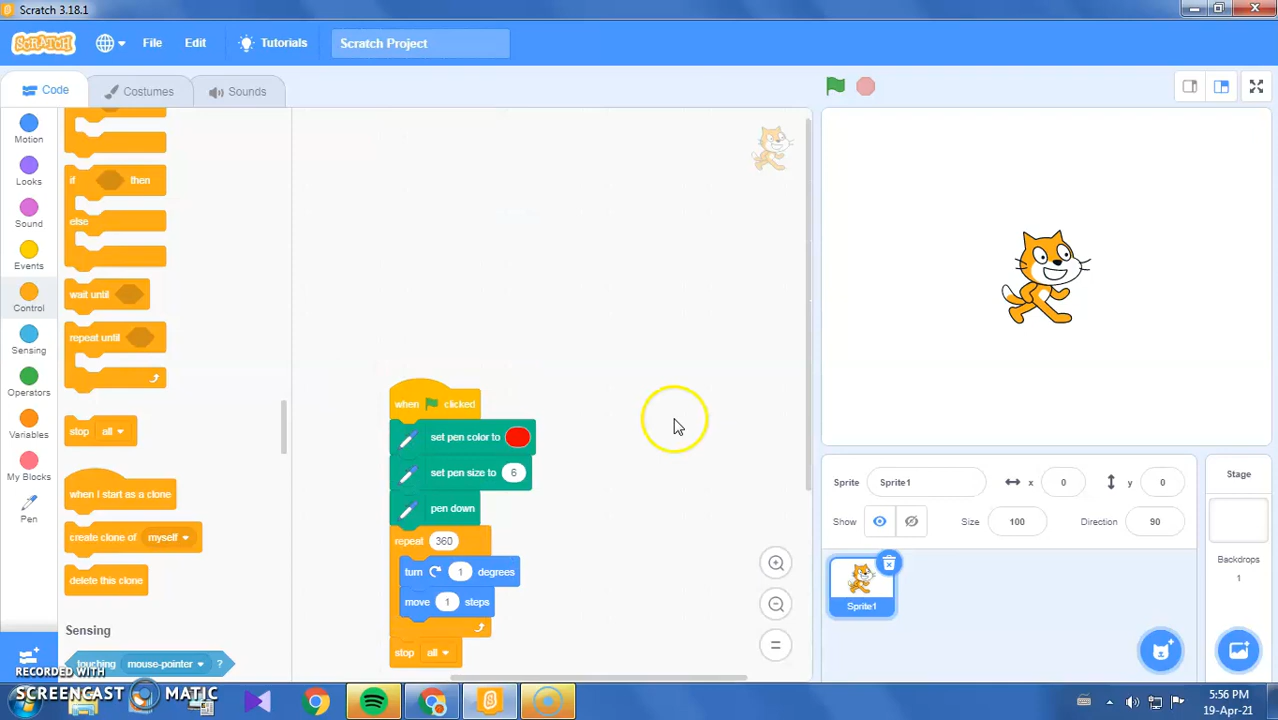 Scratch 3.18.1
SCRATCH
File
Edit
Tutorials
Scratch Project
Code
Costumes
Sounds
Motion
Looks
Sound
Events
Control
Sensing
Operators
Variables
My Blocks
Pen
if then
else
wait until
repeat until
stop all
when I start as a clone
create clone of myself
delete this clone
Sensing
touching mouse-pointer ?
when clicked
set pen color to
set pen size to 6
pen down
repeat 360
turn 1 degrees
move 1 steps
stop all
Sprite Sprite1 x 0 y 0
Show Size 100 Direction 90
Sprite1
Stage
Backdrops
1
RECORDED WITH
SCREENCAST MATIC
5:56 PM
19-Apr-21